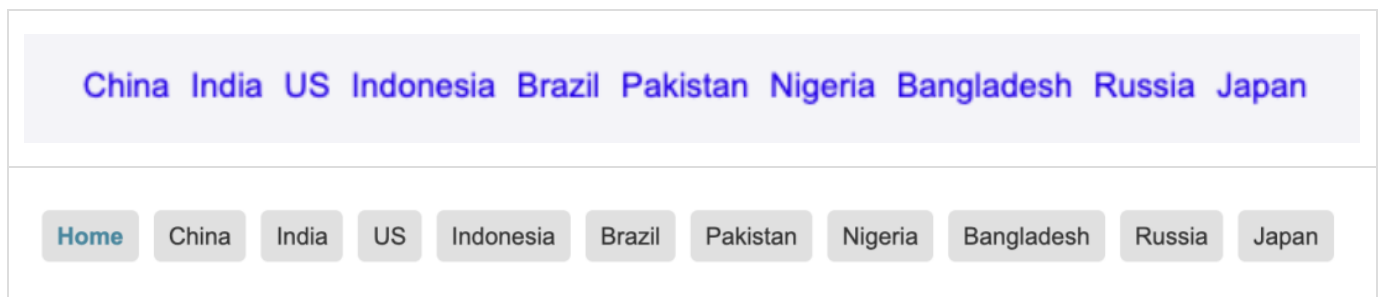 China India US Indonesia Brazil Pakistan Nigeria Bangladesh Russia Japan
Home China India US Indonesia Brazil Pakistan Nigeria Bangladesh Russia Japan